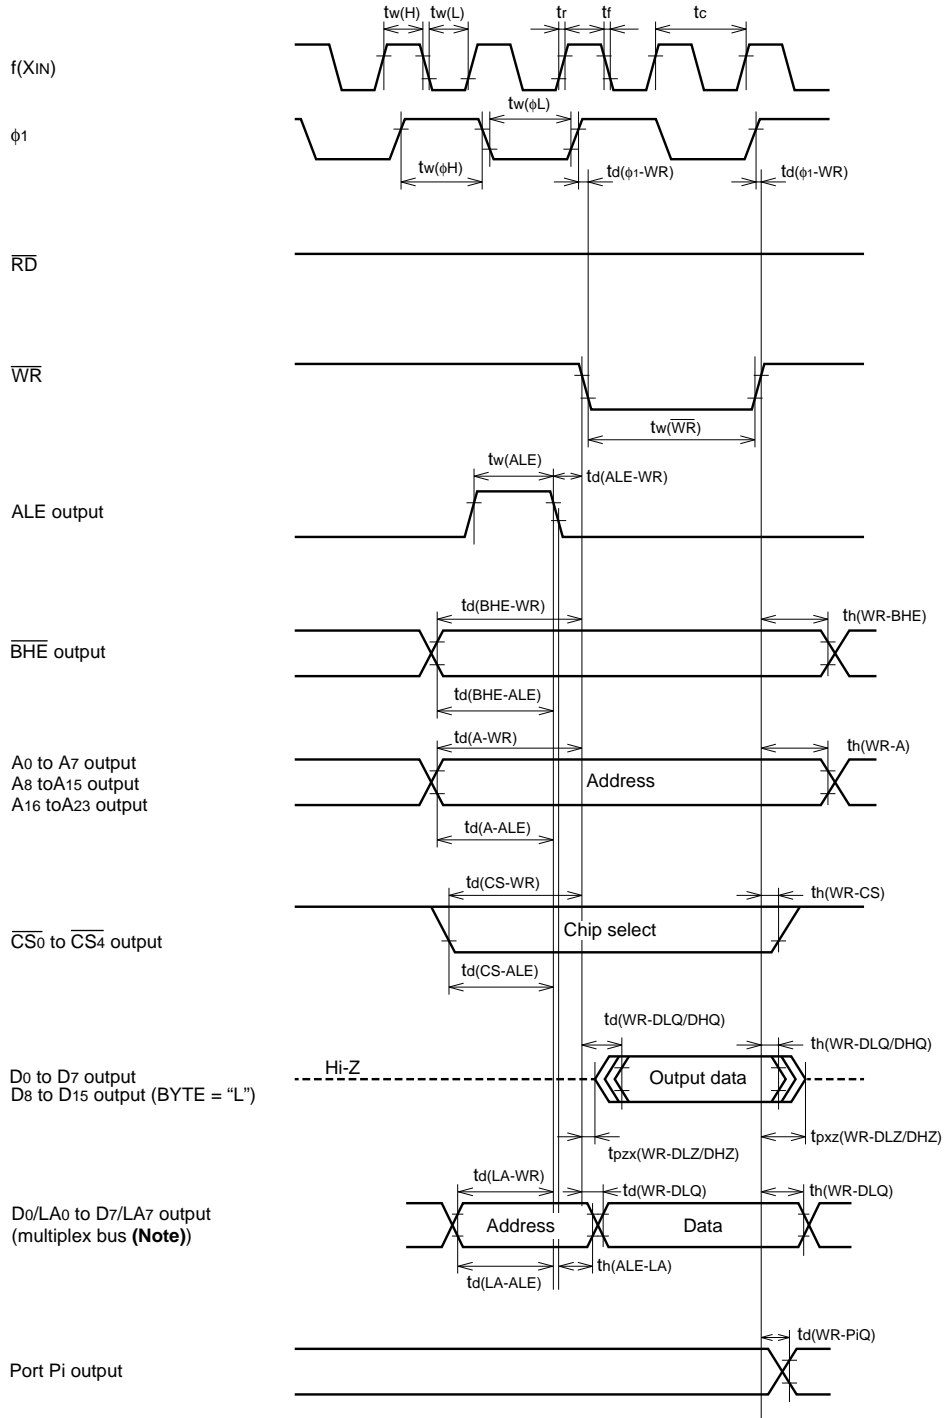 tw(H) tw(L) tr tf tc
f(XIN)
tw(ϕL)
ϕ1
tw(ϕH) td(ϕ1-WR) td(ϕ1-WR)
RD
WR
tw(WR)
tw(ALE) td(ALE-WR)
ALE output
td(BHE-WR) th(WR-BHE)
BHE output
td(BHE-ALE)
td(A-WR) th(WR-A)
A0 to A7 output
A8 toA15 output
A16 toA23 output
Address
td(A-ALE)
td(CS-WR) th(WR-CS)
CS0 to CS4 output
Chip select
td(CS-ALE)
td(WR-DLQ/DHQ) th(WR-DLQ/DHQ)
Hi-Z
D0 to D7 output
D8 to D15 output (BYTE = “L”)
Output data
tpzx(WR-DLZ/DHZ) tpxz(WR-DLZ/DHZ)
td(LA-WR) td(WR-DLQ) th(WR-DLQ)
D0/LA0 to D7/LA7 output
(multiplex bus (Note))
Address Data
td(LA-ALE) th(ALE-LA)
td(WR-PiQ)
Port Pi output